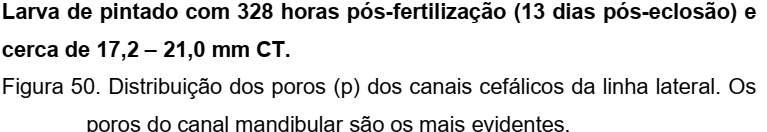 Larva de pintado com 328 horas pós-fertilização (13 dias pós-eclosão) e
cerca de 17,2 – 21,0 mm CT.
Figura 50. Distribuição dos poros (p) dos canais cefálicos da linha lateral. Os
poros do canal mandibular são os mais evidentes.